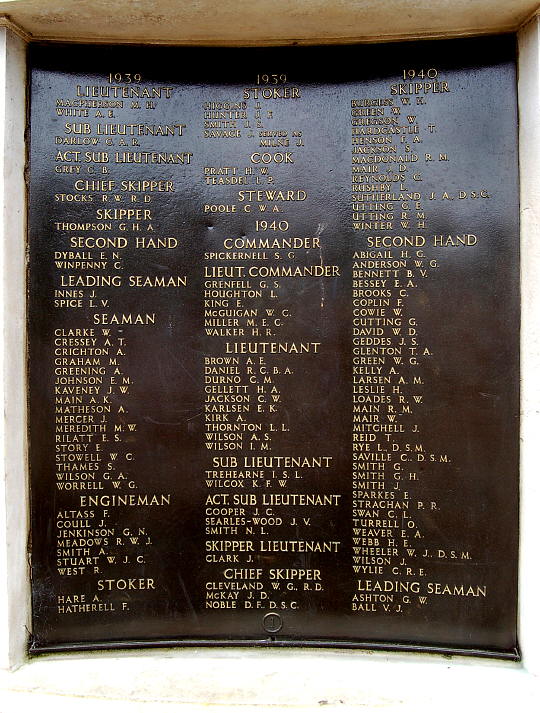 1939
LIEUTENANT
MACPHERSON M. H.
WHITE A. E.
SUB LIEUTENANT
DARLOW C. A. R.
ACT. SUB LIEUTENANT
GREY C. B.
CHIEF SKIPPER
STOCKS R. W. R. D
SKIPPER
THOMPSON G. H. A.
SECOND HAND
DYBALL E. N.
WINPENNY C.
LEADING SEAMAN
INNES J.
SPICE L. V.
SEAMAN
CLARKE W.
CRESSEY A. T.
CRICHTON A.
GRAHAM M.
GREENING A.
JOHNSON E. M.
KAVENEY J. W.
MAIN A. K.
MATHESON A.
MERCER J.
MEREDITH M. W.
RILATT E. S.
STORY E.
STOWELL W. C.
THAMES S.
WILSON G. A.
WORRELL W. G.
ENGINEMAN
ALTASS F.
COULL J.
JENKINSON G. N.
MEADOWS R. W. J.
SMITH A.
STUART W. J. C.
WEST R.
STOKER
HARE A.
HATHERELL F.
1939
STOKER
HIGGINS J.
HUNTER J. F.
SMITH J. S.
SAVAGE J. SERVED AS
MILNE J.
COOK
PRATT H. W.
TEASDEL L. P.
STEWARD
POOLE C. W. A.
1940
COMMANDER
SPICKERNELL S. G.
LIEUT. COMMANDER
GRENFELL G. S.
HOUGHTON L.
KING E.
McGUIGAN W. C.
MILLER M. E. C.
WALKER H. R.
LIEUTENANT
BROWN A. E.
DANIEL R. C. B. A.
DURNO C. M.
GELLETT H. A.
JACKSON C. W.
KARLSEN E. K.
KIRK A.
THORNTON L. L.
WILSON A. S.
WILSON I. M.
SUB LIEUTENANT
TREHEARNE I. S. L.
WILCOX K. F. W.
ACT. SUB LIEUTENANT
COOPER J. C.
SEARLES-WOOD J. V.
SMITH N. L.
SKIPPER LIEUTENANT
CLARK J.
CHIEF SKIPPER
CLEVELAND W. G., R. D.
McKAY J. D.
NOBLE D. F., D. S. C.
1940
SKIPPER
BURGESS W. H.
GREEN W.
GREGSON W.
HARDCASTLE T.
HENSON F. A.
JACKSON S.
MACDONALD R. M.
MAIR J.
REYNOLDS C.
RUSHBY L.
SUTHERLAND J. A., D. S. C.
UTTING G. E.
UTTING R. M.
WINTER W. H.
SECOND HAND
ABIGAIL H. G.
ANDERSON W. G.
BENNETT B. V.
BESSEY E. A.
BROOKS C.
COPLIN F.
COWIE W.
CUTTING G.
DAVID W. D.
GEDDES J. S.
GLENTON T. A.
GREEN W. G.
KELLY A.
LARSEN A. M.
LESLIE H.
LOADES R. W.
MAIN R. M.
MAIR W.
MITCHELL J.
REID T.
RYE L., D. S. M.
SAVILLE C., D. S. M.
SMITH G.
SMITH G. H.
SMITH J.
SPARKES E.
STRACHAN P. R.
SWAN C. L.
TURRELL O.
WEAVER E. A.
WEBB H. E.
WHEELER W. J., D. S. M.
WILSON J.
WYLIE C. R. E.
LEADING SEAMAN
ASHTON G. W.
BALL V. J.
1